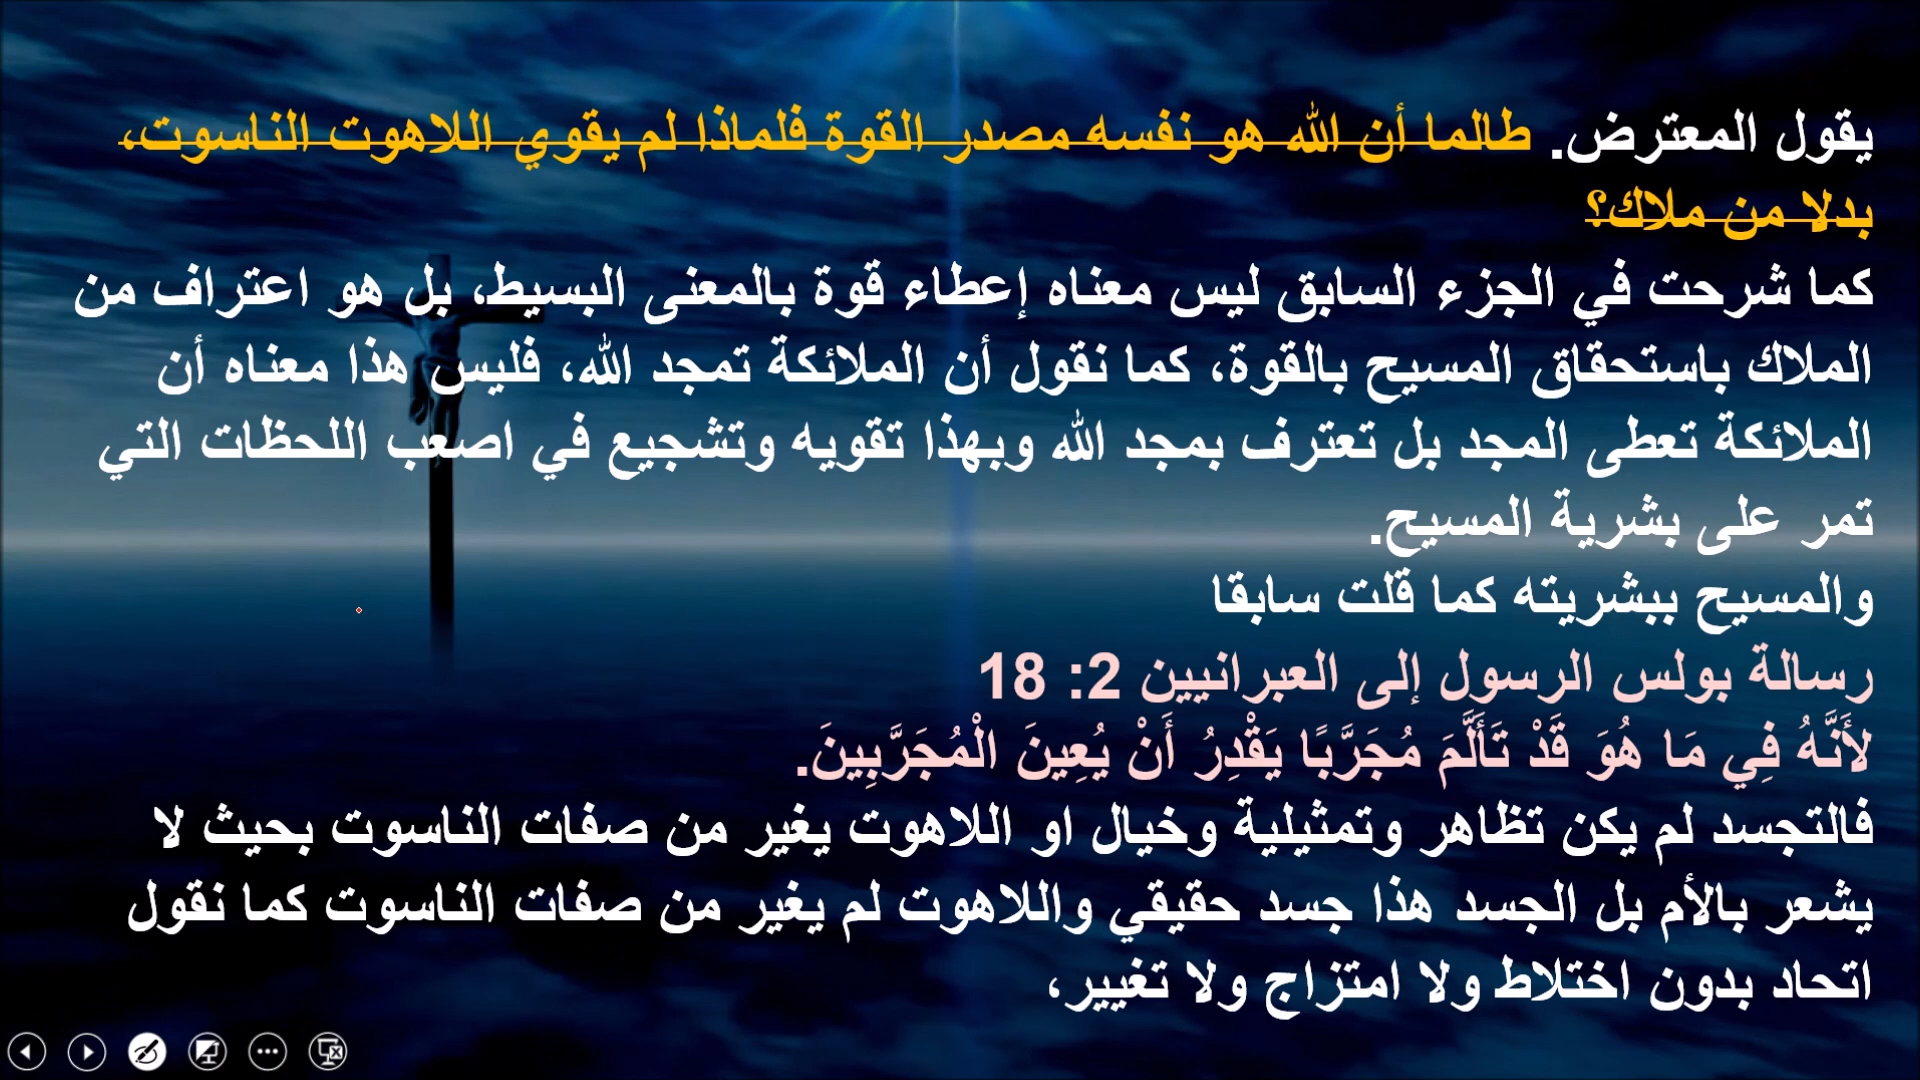 يقول المعترض. طالما أن الله هو نفسه مصدر القوة فلماذا لم يقوي اللاهوت الناسوت،
بدلا من ملاك؟
كما شرحت في الجزء السابق ليس معناه إعطاء قوة بالمعنى البسيط، بل هو اعتراف من
الملاك باستحقاق المسيح بالقوة، كما نقول أن الملائكة تمجد الله، فليس هذا معناه أن
الملائكة تعطى المجد بل تعترف بمجد الله وبهذا تقويه وتشجيع في اصعب اللحظات التي
تمر على بشرية المسيح.
والمسيح ببشريته كما قلت سابقا
رسالة بولس الرسول إلى العبرانيين 2: 18
لأَنَّهُ فِي مَا هُوَ قَدْ تَأَلَّمَ مُجَرَّبًا يَقْدِرُ أَنْ يُعِينَ الْمُجَرَّبِينَ.
فالتجسد لم يكن تظاهر وتمثيلية وخيال او اللاهوت يغير من صفات الناسوت بحيث لا
يشعر بالأم بل الجسد هذا جسد حقيقي واللاهوت لم يغير من صفات الناسوت كما نقول
اتحاد بدون اختلاط ولا امتزاج ولا تغيير،